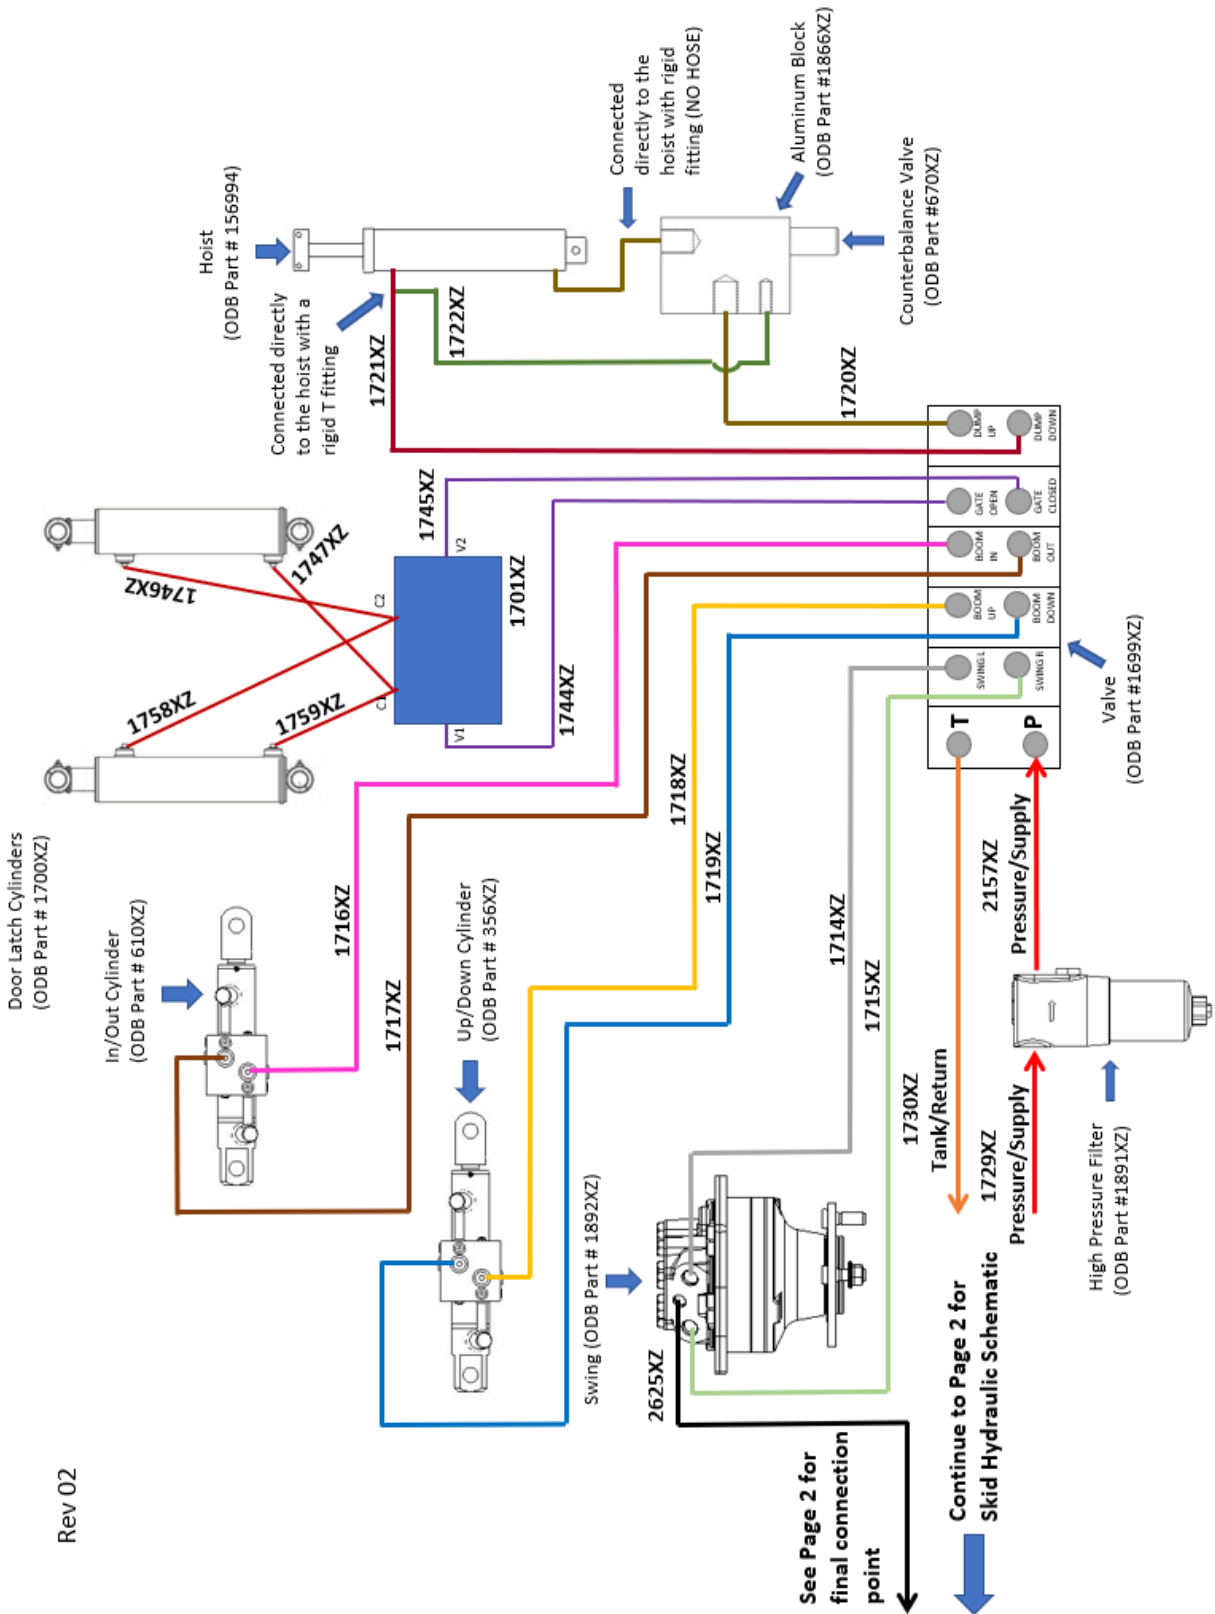 Rev 02
Door Latch Cylinders
(ODB Part # 1700XZ)
In/Out Cylinder
(ODB Part # 610XZ)
Up/Down Cylinder
(ODB Part # 356XZ)
Swing (ODB Part # 1892XZ)
Hoist
(ODB Part # 156994)
Connected directly
to the hoist with a
rigid T fitting
Connected
directly to the
hoist with rigid
fitting (NO HOSE)
Aluminum Block
(ODB Part #1866XZ)
Counterbalance Valve
(ODB Part #670XZ)
1758XZ
1759XZ
1746XZ
1747XZ
C1
C2
V1
V2
1701XZ
1744XZ
1745XZ
1721XZ
1722XZ
1720XZ
1716XZ
1717XZ
1718XZ
1719XZ
1714XZ
1715XZ
2625XZ
See Page 2 for
final connection
point
1730XZ
Tank/Return
1729XZ
Pressure/Supply
2157XZ
Pressure/Supply
T
P
SWING L
SWING R
BOOM
UP
BOOM
DOWN
BOOM
IN
BOOM
OUT
GATE
OPEN
GATE
CLOSED
DUMP
UP
DUMP
DOWN
Valve
(ODB Part #1699XZ)
High Pressure Filter
(ODB Part #1891XZ)
Continue to Page 2 for
Skid Hydraulic Schematic